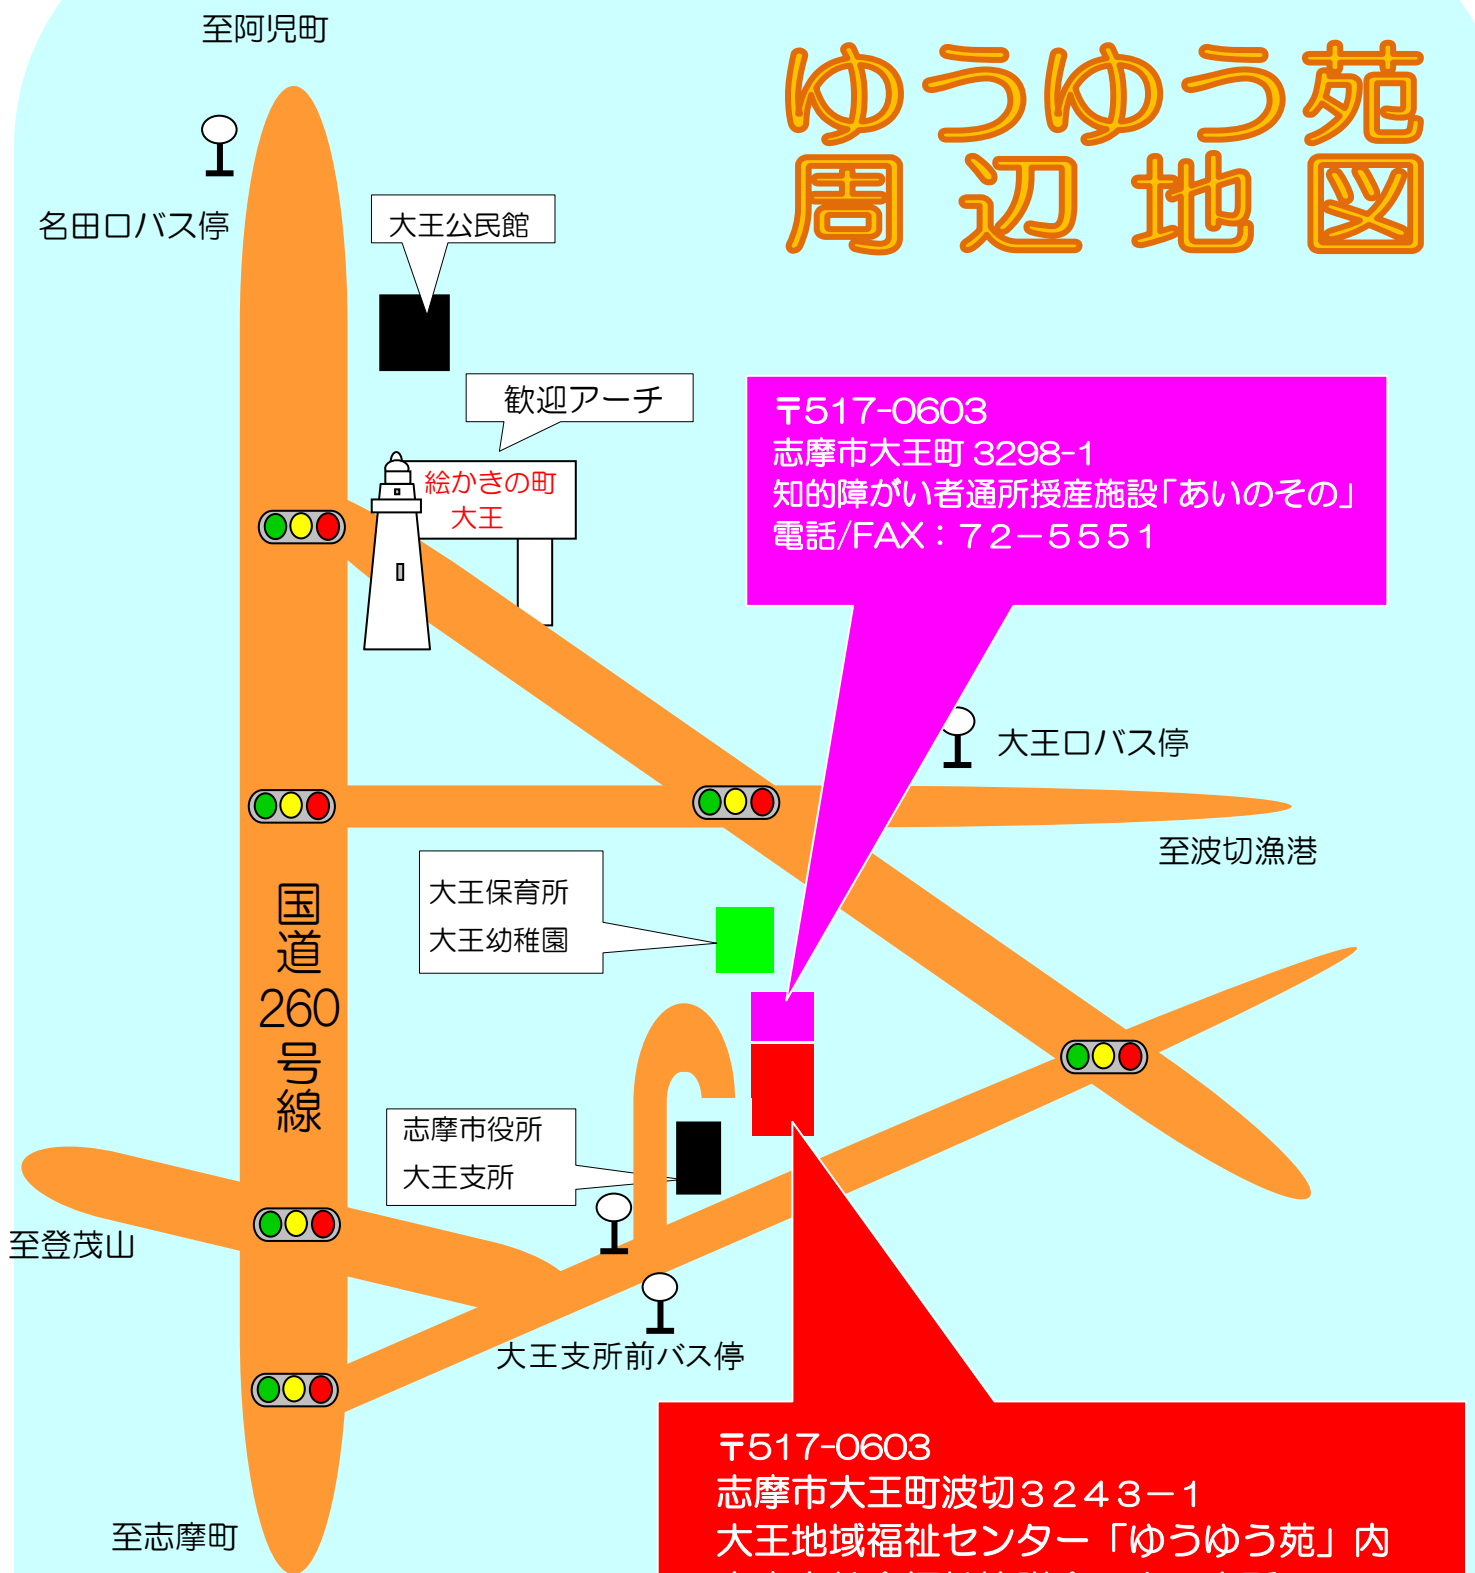 至阿児町
ゆうゆう苑
周辺地図
名田口バス停
大王公民館
歓迎アーチ
絵かきの町
大王
〒517-0603
志摩市大王町3298-1
知的障がい者通所授産施設「あいのその」
電話/FAX：７２－５５５１
大王口バス停
至波切漁港
大王保育所
大王幼稚園
国
道
260
号
線
志摩市役所
大王支所
至登茂山
大王支所前バス停
〒517-0603
志摩市大王町波切３２４３－１
大王地域福祉センター「ゆうゆう苑」内
至志摩町